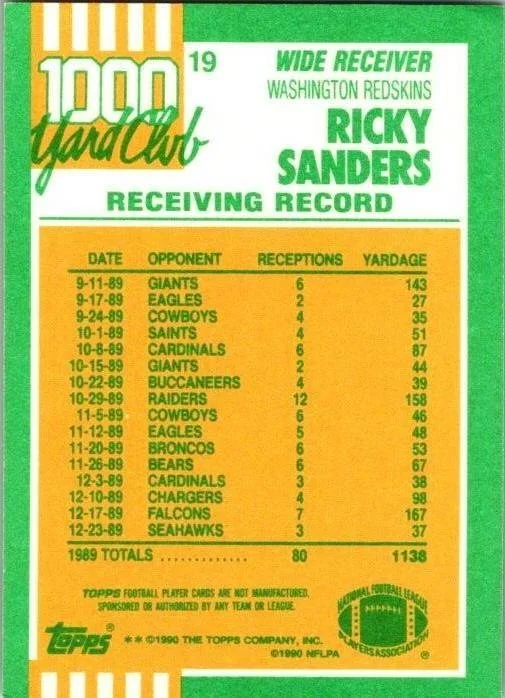 1000
Yard Club
19
WIDE RECEIVER
WASHINGTON REDSKINS
RICKY
SANDERS
RECEIVING RECORD
DATE OPPONENT RECEPTIONS YARDAGE
9-11-89 GIANTS 6 143
9-17-89 EAGLES 2 27
9-24-89 COWBOYS 4 35
10-1-89 SAINTS 4 51
10-8-89 CARDINALS 6 87
10-15-89 GIANTS 2 44
10-22-89 BUCCANEERS 4 39
10-29-89 RAIDERS 12 158
11-5-89 COWBOYS 6 46
11-12-89 EAGLES 5 48
11-20-89 BRONCOS 6 53
11-26-89 BEARS 6 67
12-3-89 CARDINALS 3 38
12-10-89 CHARGERS 4 98
12-17-89 FALCONS 7 167
12-23-89 SEAHAWKS 3 37
1989 TOTALS ............. 80 1138
TOPPS FOOTBALL PLAYER CARDS ARE NOT MANUFACTURED,
SPONSORED OR AUTHORIZED BY ANY TEAM OR LEAGUE.
NATIONAL FOOTBALL LEAGUE
PLAYERS ASSOCIATION ®
topps®
**©1990 THE TOPPS COMPANY, INC.
©1990 NFLPA